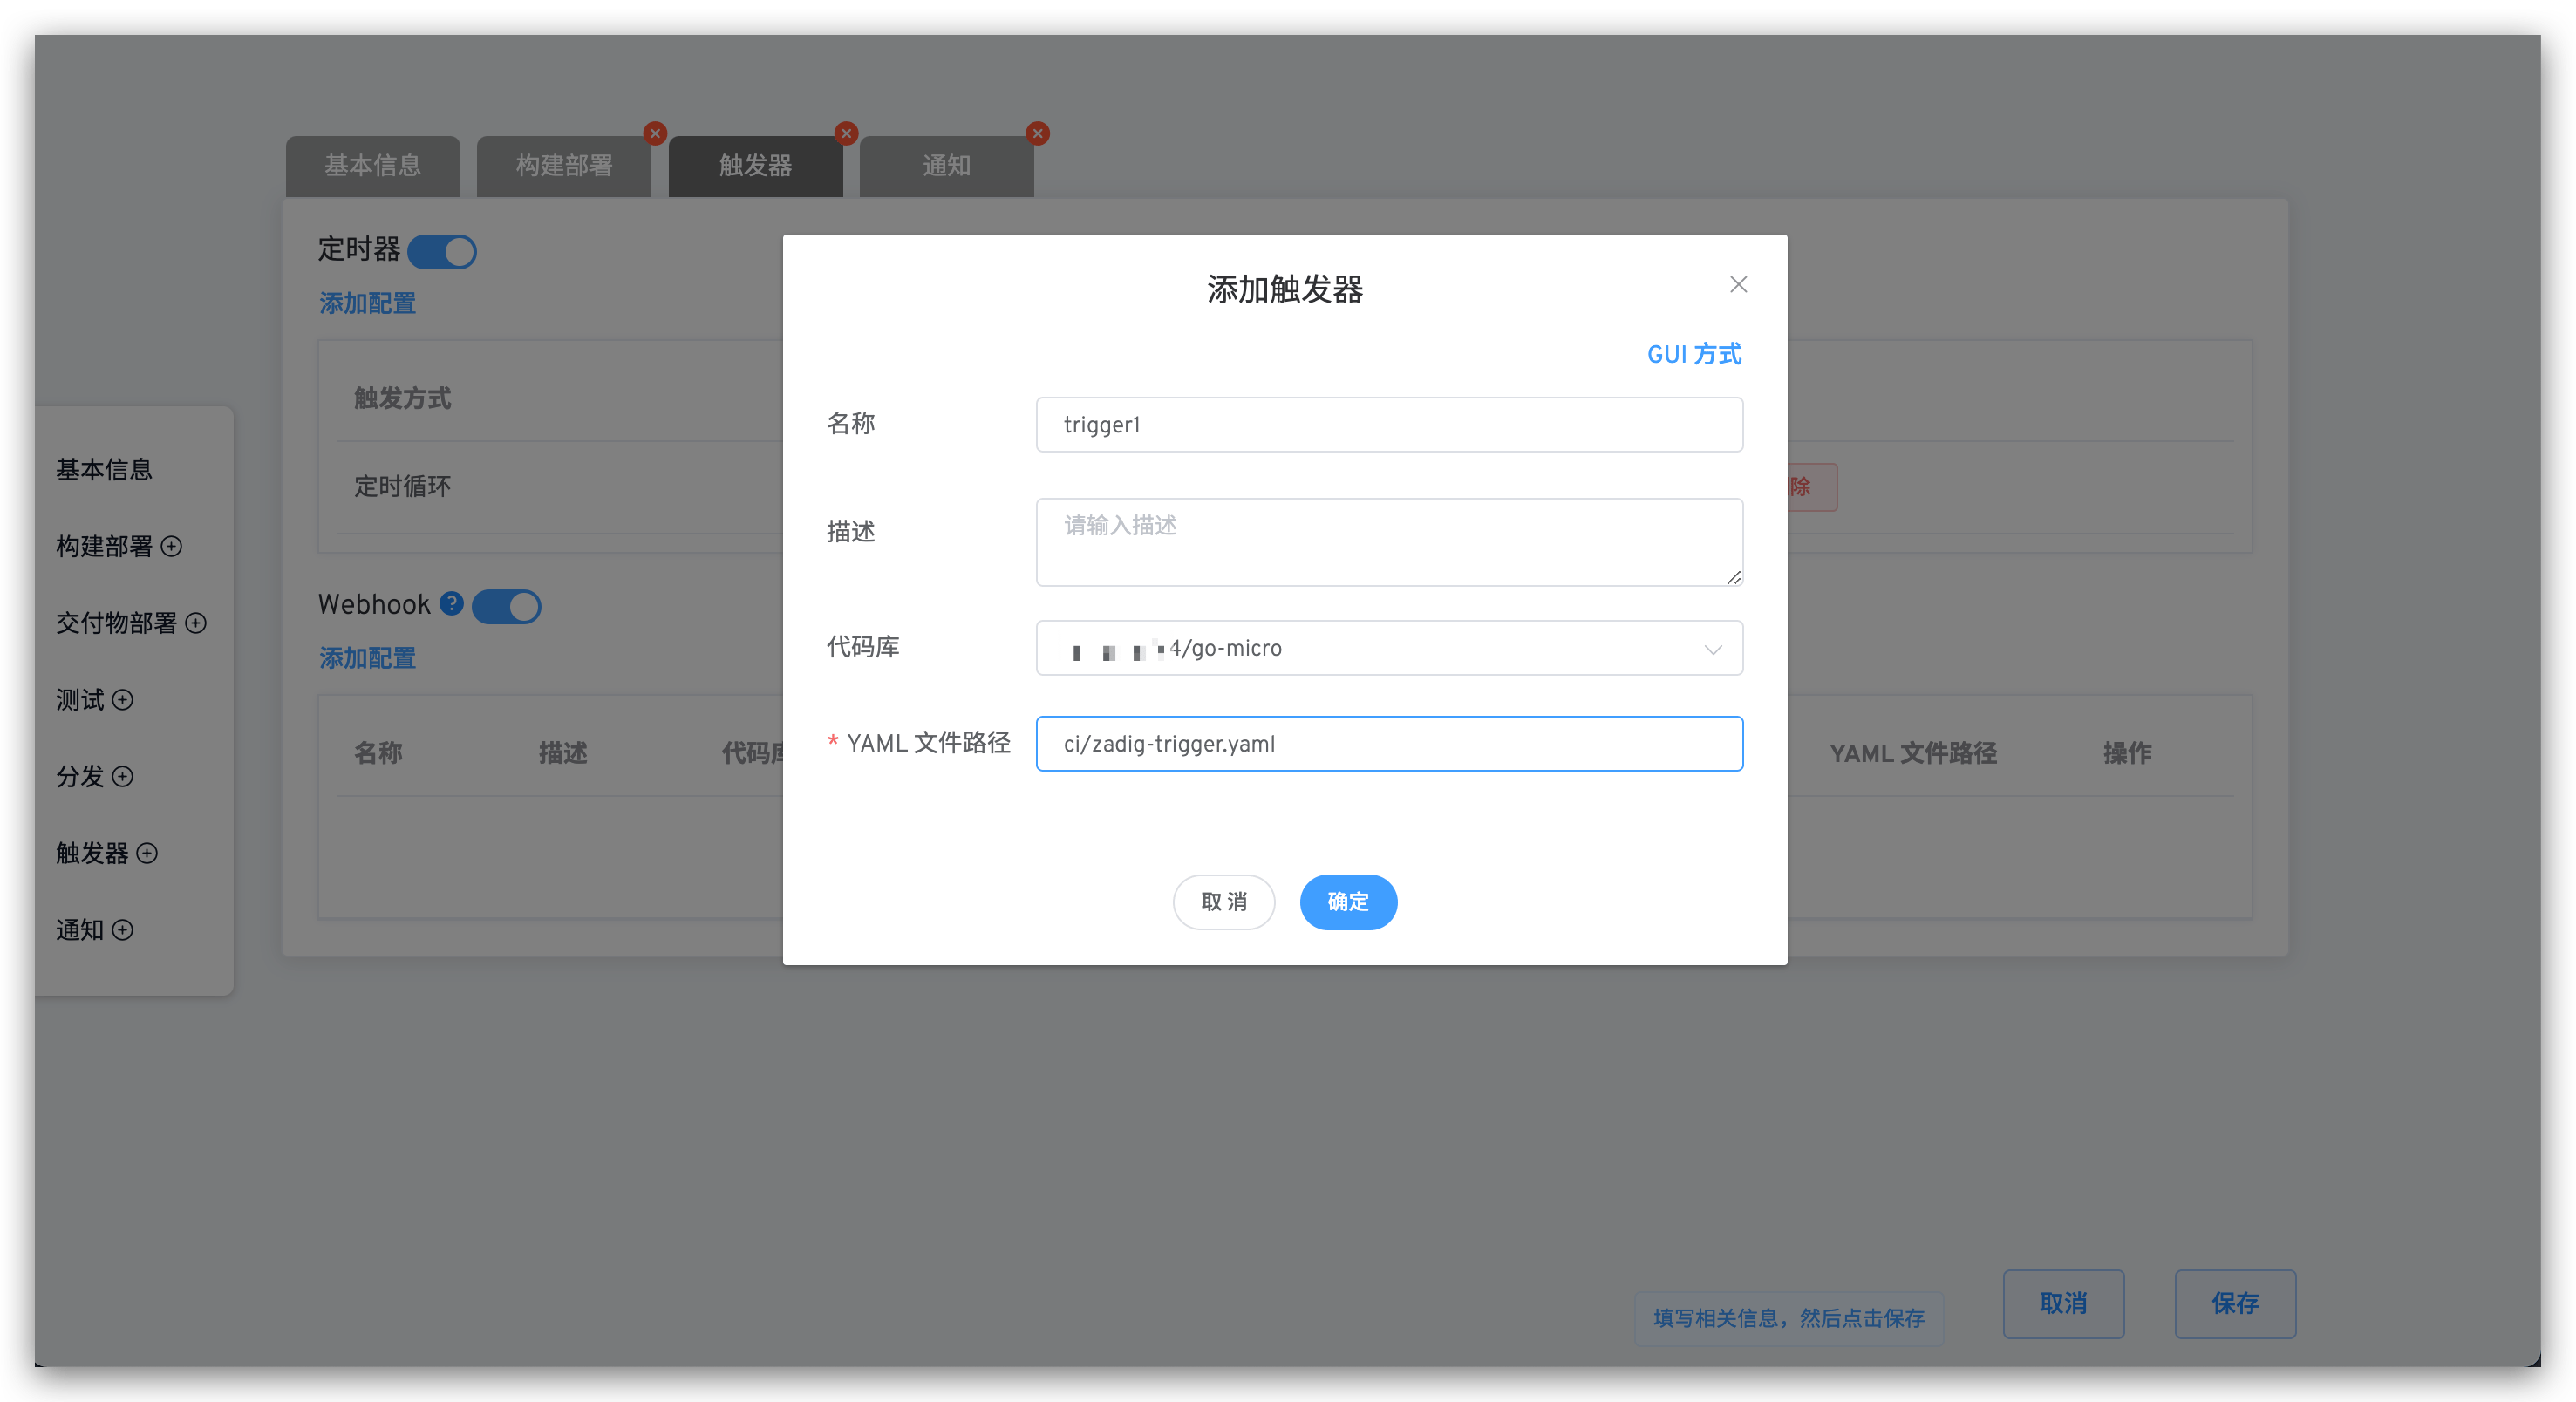 基本信息
构建部署
触发器
通知
定时器
添加配置
触发方式
定时循环
除
Webhook ?
添加配置
名称
描述
代码库
YAML 文件路径
操作
基本信息
构建部署
交付物部署
测试
分发
触发器
通知
添加触发器
GUI 方式
名称
trigger1
描述
请输入描述
代码库
4/go-micro
* YAML 文件路径
ci/zadig-trigger.yaml
取 消
确定
填写相关信息，然后点击保存
取消
保存